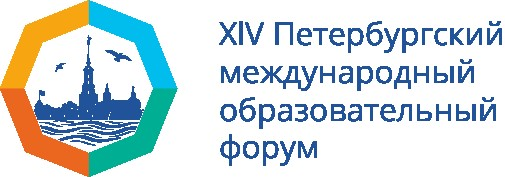 XIV Петербургский
международный
образовательный
форум